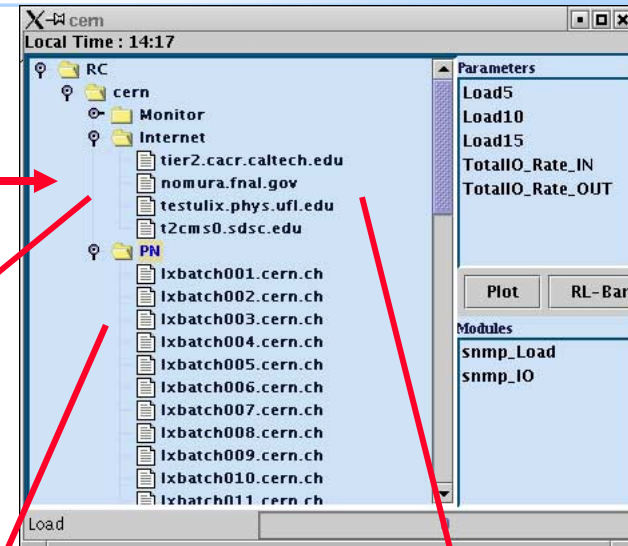 cern
Local Time : 14:17
RC
cern
Monitor
Internet
tier2.cacr.caltech.edu
nomura.fnal.gov
testulix.phys.ufl.edu
t2cms0.sdsc.edu
PN
lxbatch001.cern.ch
lxbatch002.cern.ch
lxbatch003.cern.ch
lxbatch004.cern.ch
lxbatch005.cern.ch
lxbatch006.cern.ch
lxbatch007.cern.ch
lxbatch008.cern.ch
lxbatch009.cern.ch
lxbatch010.cern.ch
lxbatch011.cern.ch
Parameters
Load5
Load10
Load15
TotalIO_Rate_IN
TotalIO_Rate_OUT
Plot
RL-Bar
Modules
snmp_Load
snmp_IO
Load